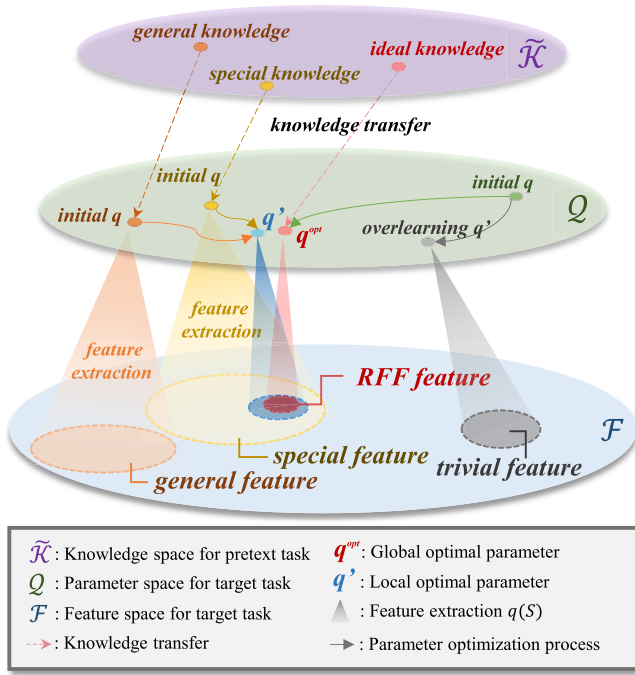 general knowledge
ideal knowledge
K̃
special knowledge
knowledge transfer
initial q
initial q
initial q
q'
Q
q^opt
overlearning q'
feature
extraction
feature
extraction
RFF feature
F
special feature
trivial feature
general feature
K̃ : Knowledge space for pretext task
q^opt : Global optimal parameter
Q : Parameter space for target task
q' : Local optimal parameter
F : Feature space for target task
: Feature extraction q(S)
: Knowledge transfer
: Parameter optimization process